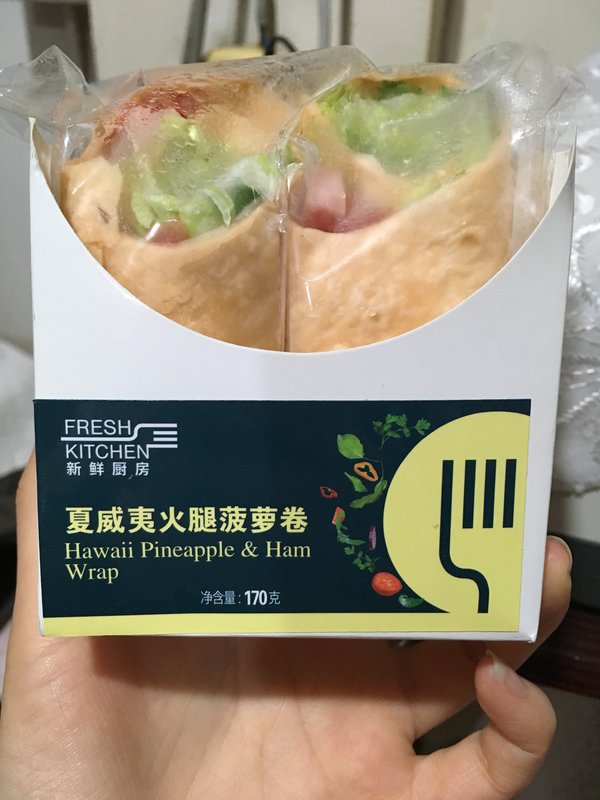 FRESH
KITCHEN
新鲜厨房
夏威夷火腿菠萝卷
Hawaii Pineapple & Ham
Wrap
净含量:170克